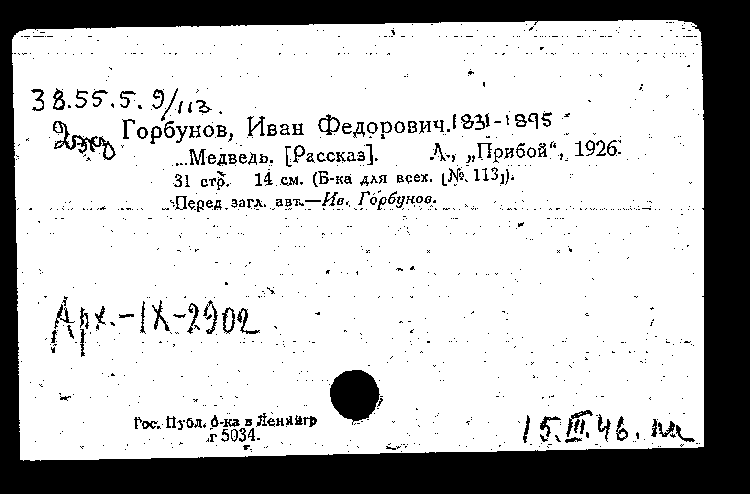 38.55.5.9/113.
2экз Горбунов, Иван Федорович. 1831-1895
...Медведь. [Рассказ]. Л., „Прибой“, 1926.
31 стр. 14 см. (Б-ка для всех. [№ 113]).
Перед загл. авт.—Ив. Горбунов.
Арх.-IX-2902
Гос. Публ. б-ка в Ленингр
г 5034.
15.III.46.